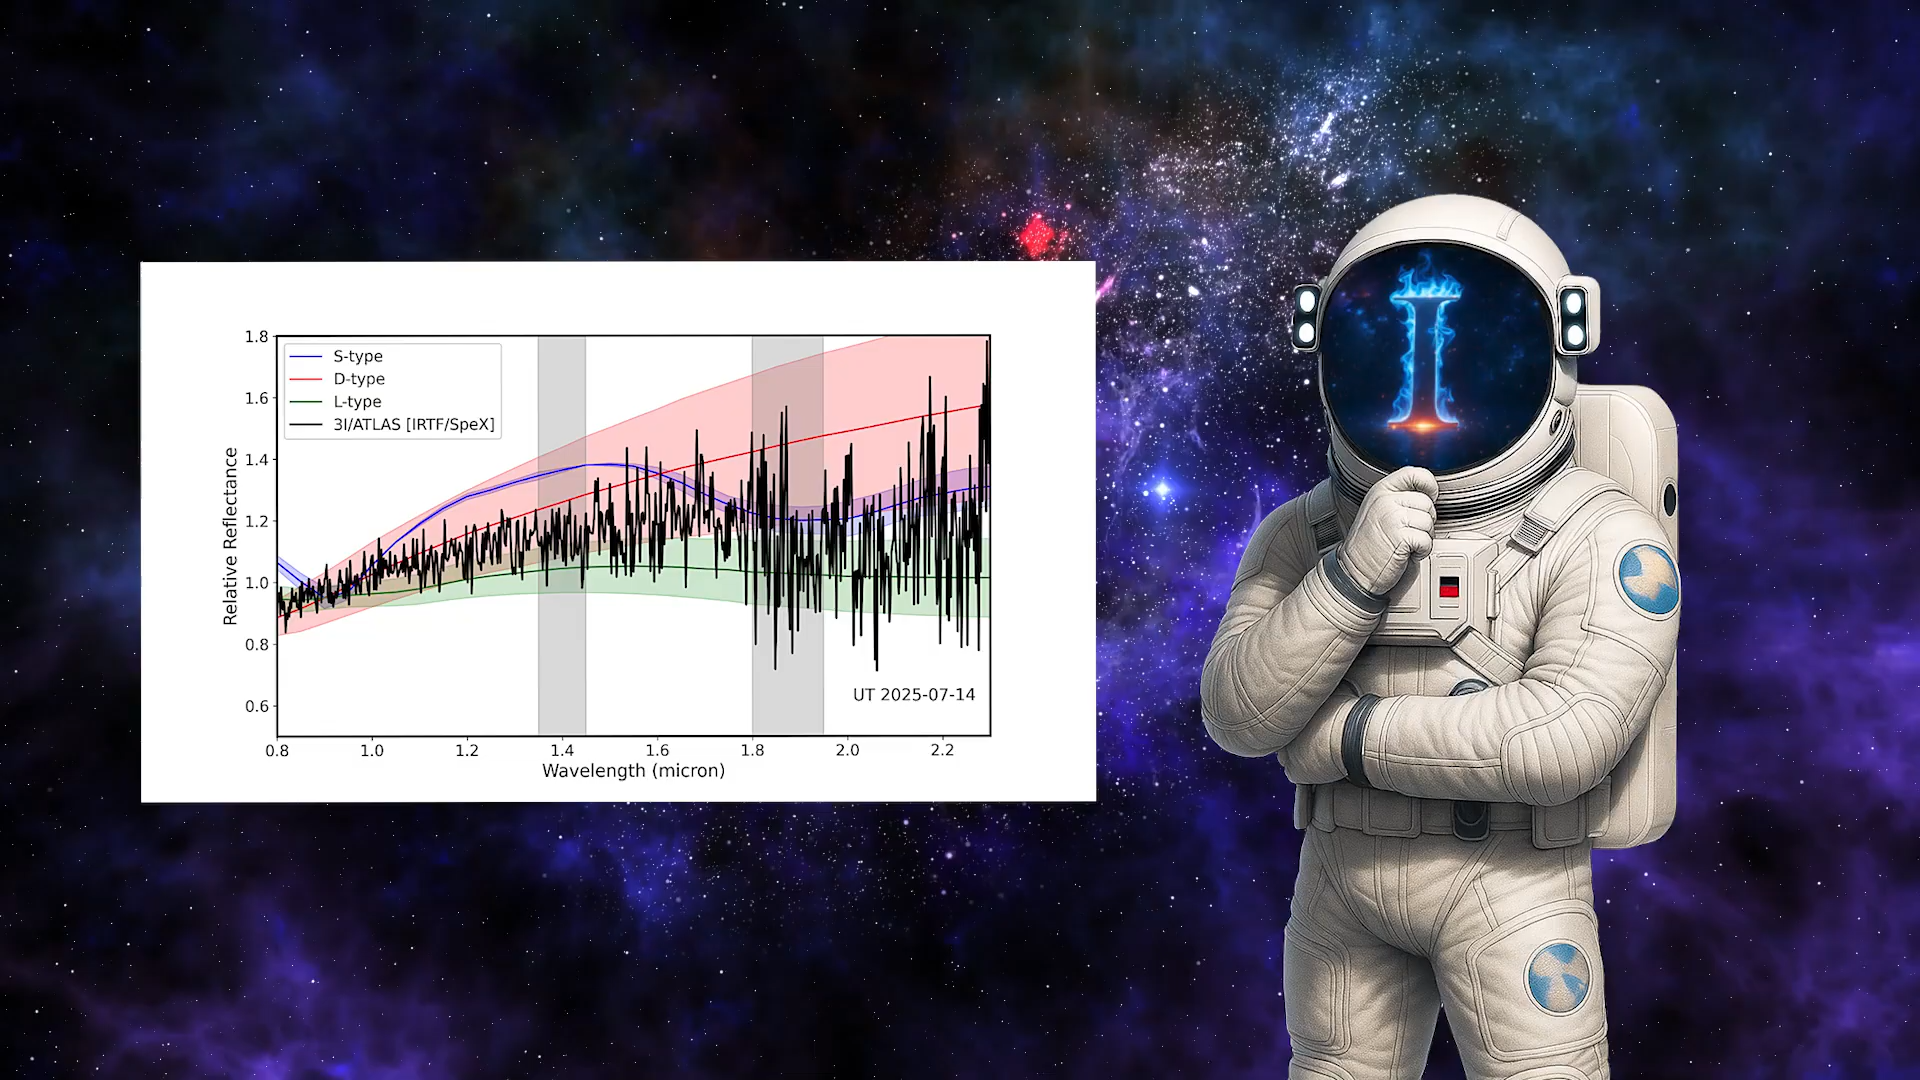 1.8
1.6
1.4
1.2
1.0
0.8
0.6
Relative Reflectance
S-type
D-type
L-type
3I/ATLAS [IRTF/SpeX]
UT 2025-07-14
0.8 1.0 1.2 1.4 1.6 1.8 2.0 2.2
Wavelength (micron)
I